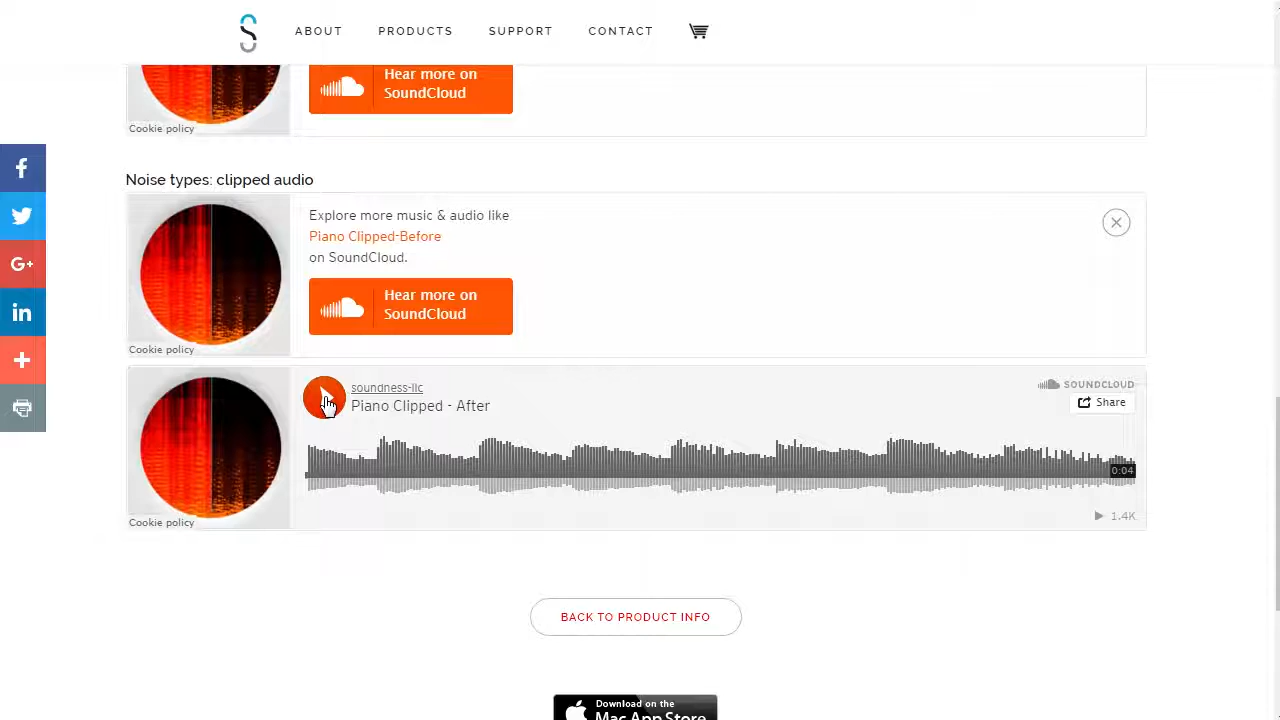 ABOUT PRODUCTS SUPPORT CONTACT
Hear more on
SoundCloud
Cookie policy
Noise types: clipped audio
Explore more music & audio like
Piano Clipped-Before
on SoundCloud.
Hear more on
SoundCloud
Cookie policy
soundness-llc
Piano Clipped - After
SOUNDCLOUD
Share
0:04
1.4K
Cookie policy
BACK TO PRODUCT INFO
Download on the
Mac App Store
f
G+
in